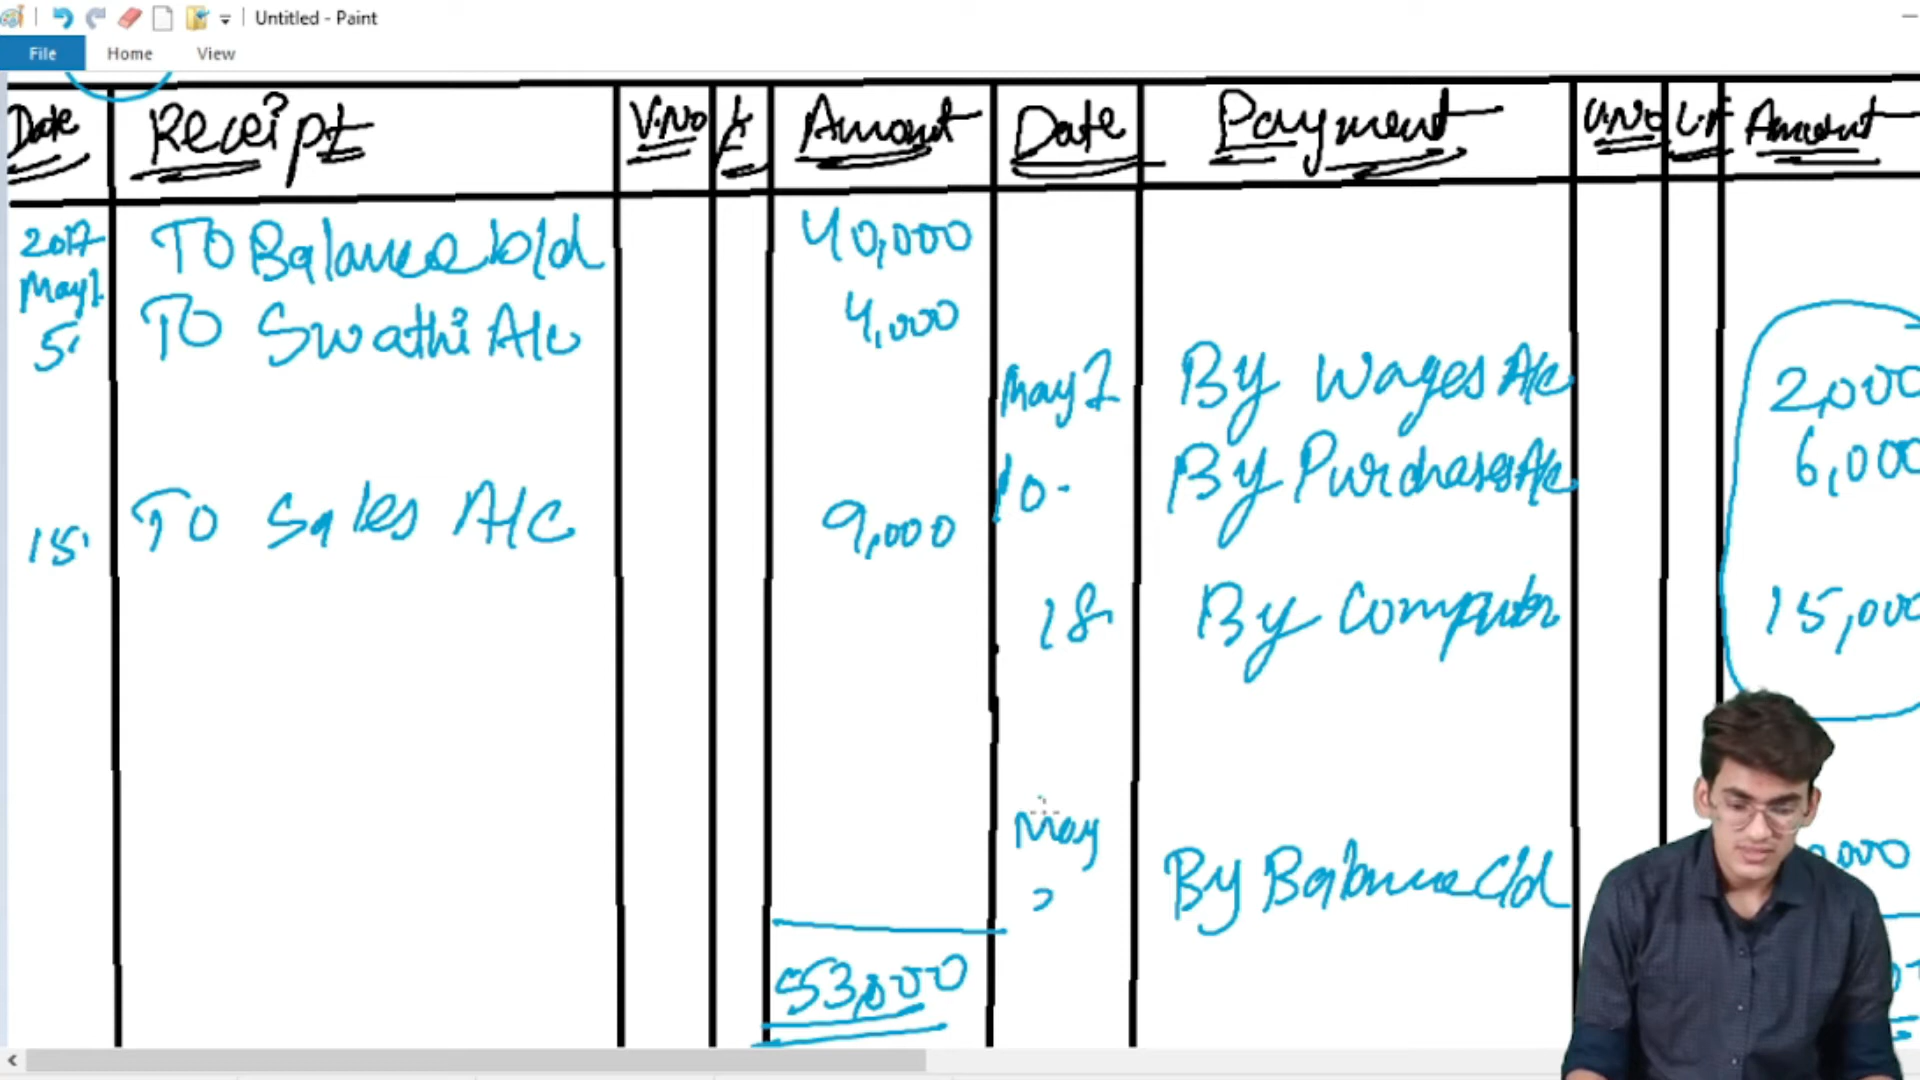 Untitled - Paint
File Home View
Date Receipt V.No Amount Date Payment V.No L.F Amount
2017 To Balance b/d 40,000
May 1
5. To Swathi A/c 4,000
May 7 By Wages A/c 2,000
10. By Purchases A/c 6,000
15. To Sales A/c 9,000
18. By Computer 15,000
May By Balance c/d
53,000